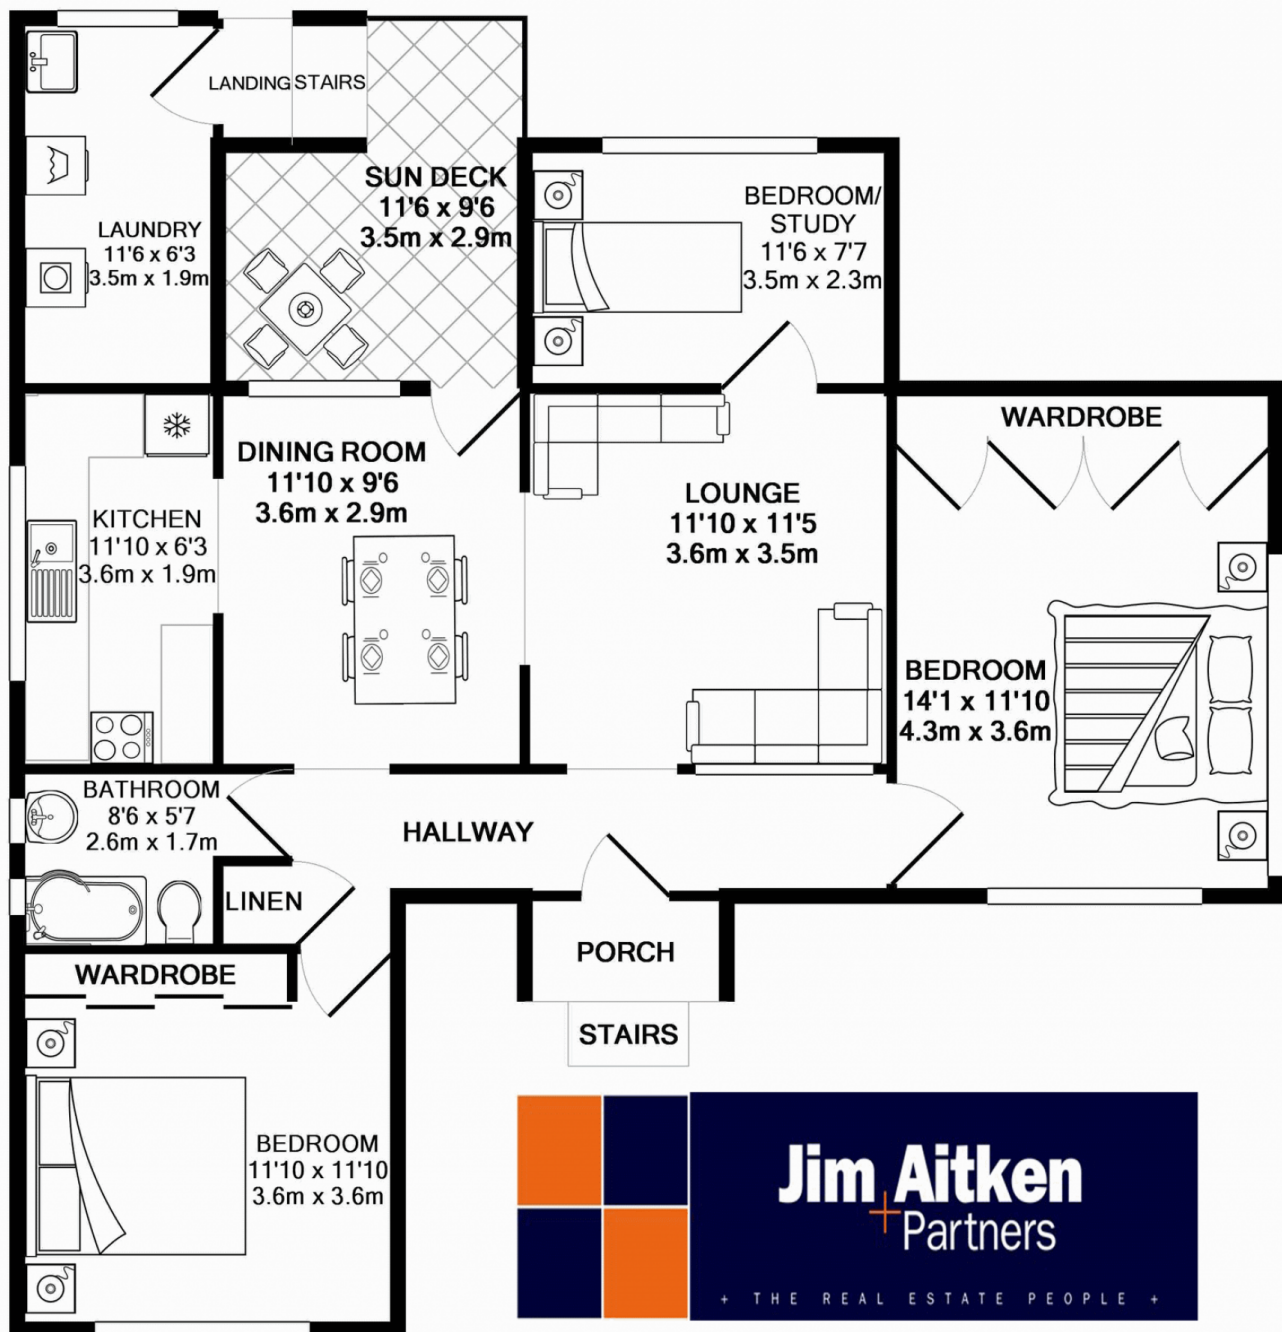 LANDING STAIRS
SUN DECK
11'6 x 9'6
3.5m x 2.9m
LAUNDRY
11'6 x 6'3
3.5m x 1.9m
BEDROOM/
STUDY
11'6 x 7'7
3.5m x 2.3m
WARDROBE
DINING ROOM
11'10 x 9'6
3.6m x 2.9m
LOUNGE
11'10 x 11'5
3.6m x 3.5m
KITCHEN
11'10 x 6'3
3.6m x 1.9m
BEDROOM
14'1 x 11'10
4.3m x 3.6m
BATHROOM
8'6 x 5'7
2.6m x 1.7m
HALLWAY
LINEN
PORCH
WARDROBE
STAIRS
BEDROOM
11'10 x 11'10
3.6m x 3.6m
Jim Aitken
+ Partners
+ THE REAL ESTATE PEOPLE +